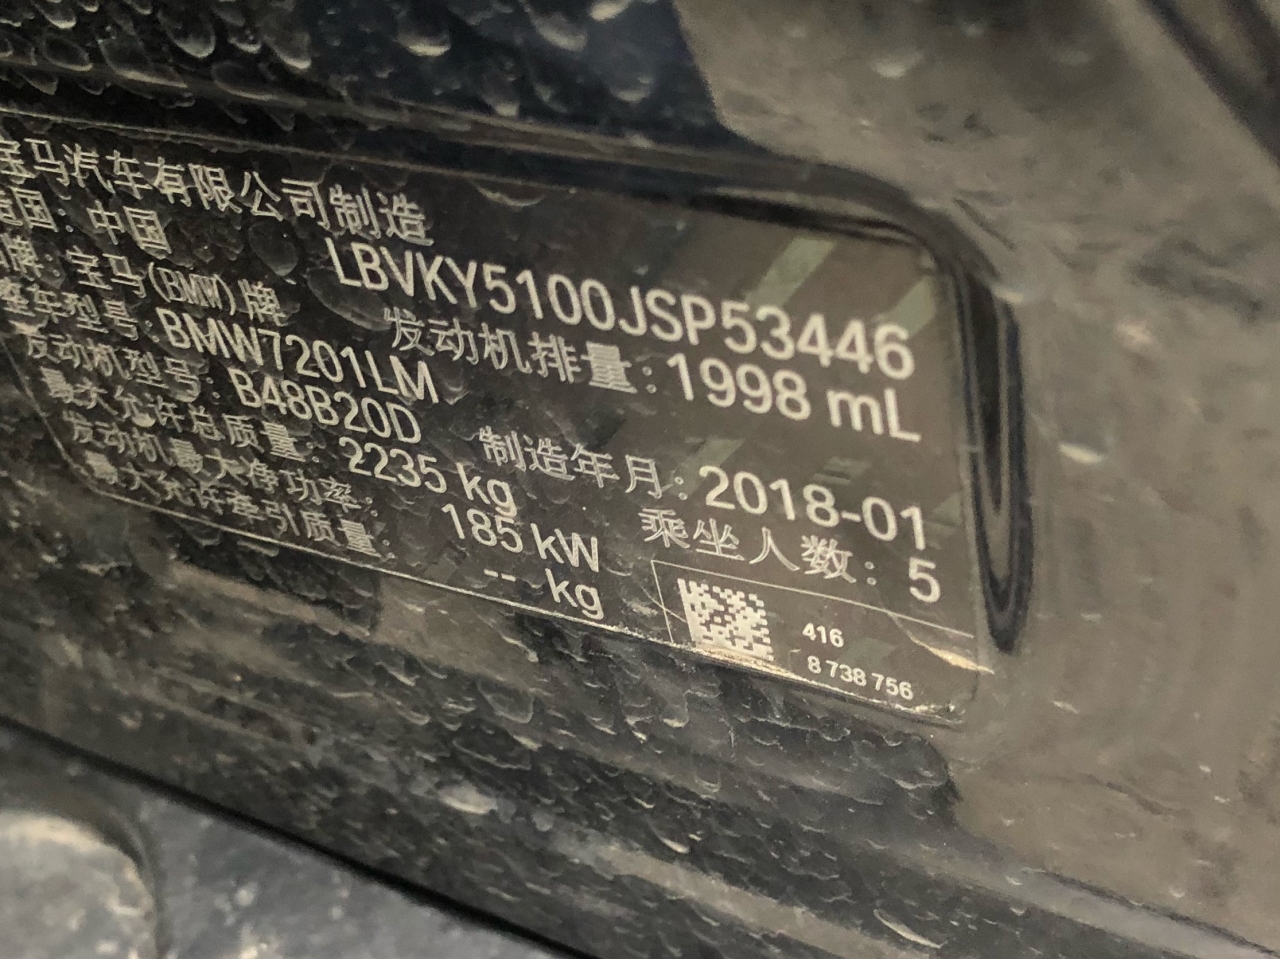 宝马汽车有限公司制造
造国: 中国
LBVKY5100JSP53446
牌: 宝马(BMW)牌
发动机排量: 1998 mL
整车型号: BMW7201LM
发动机型号: B48B20D
制造年月: 2018-01
最大允许总质量: 2235 kg
乘坐人数: 5
发动机最大净功率: 185 kW
最大允许牵引质量: -- kg
416
8 738 756